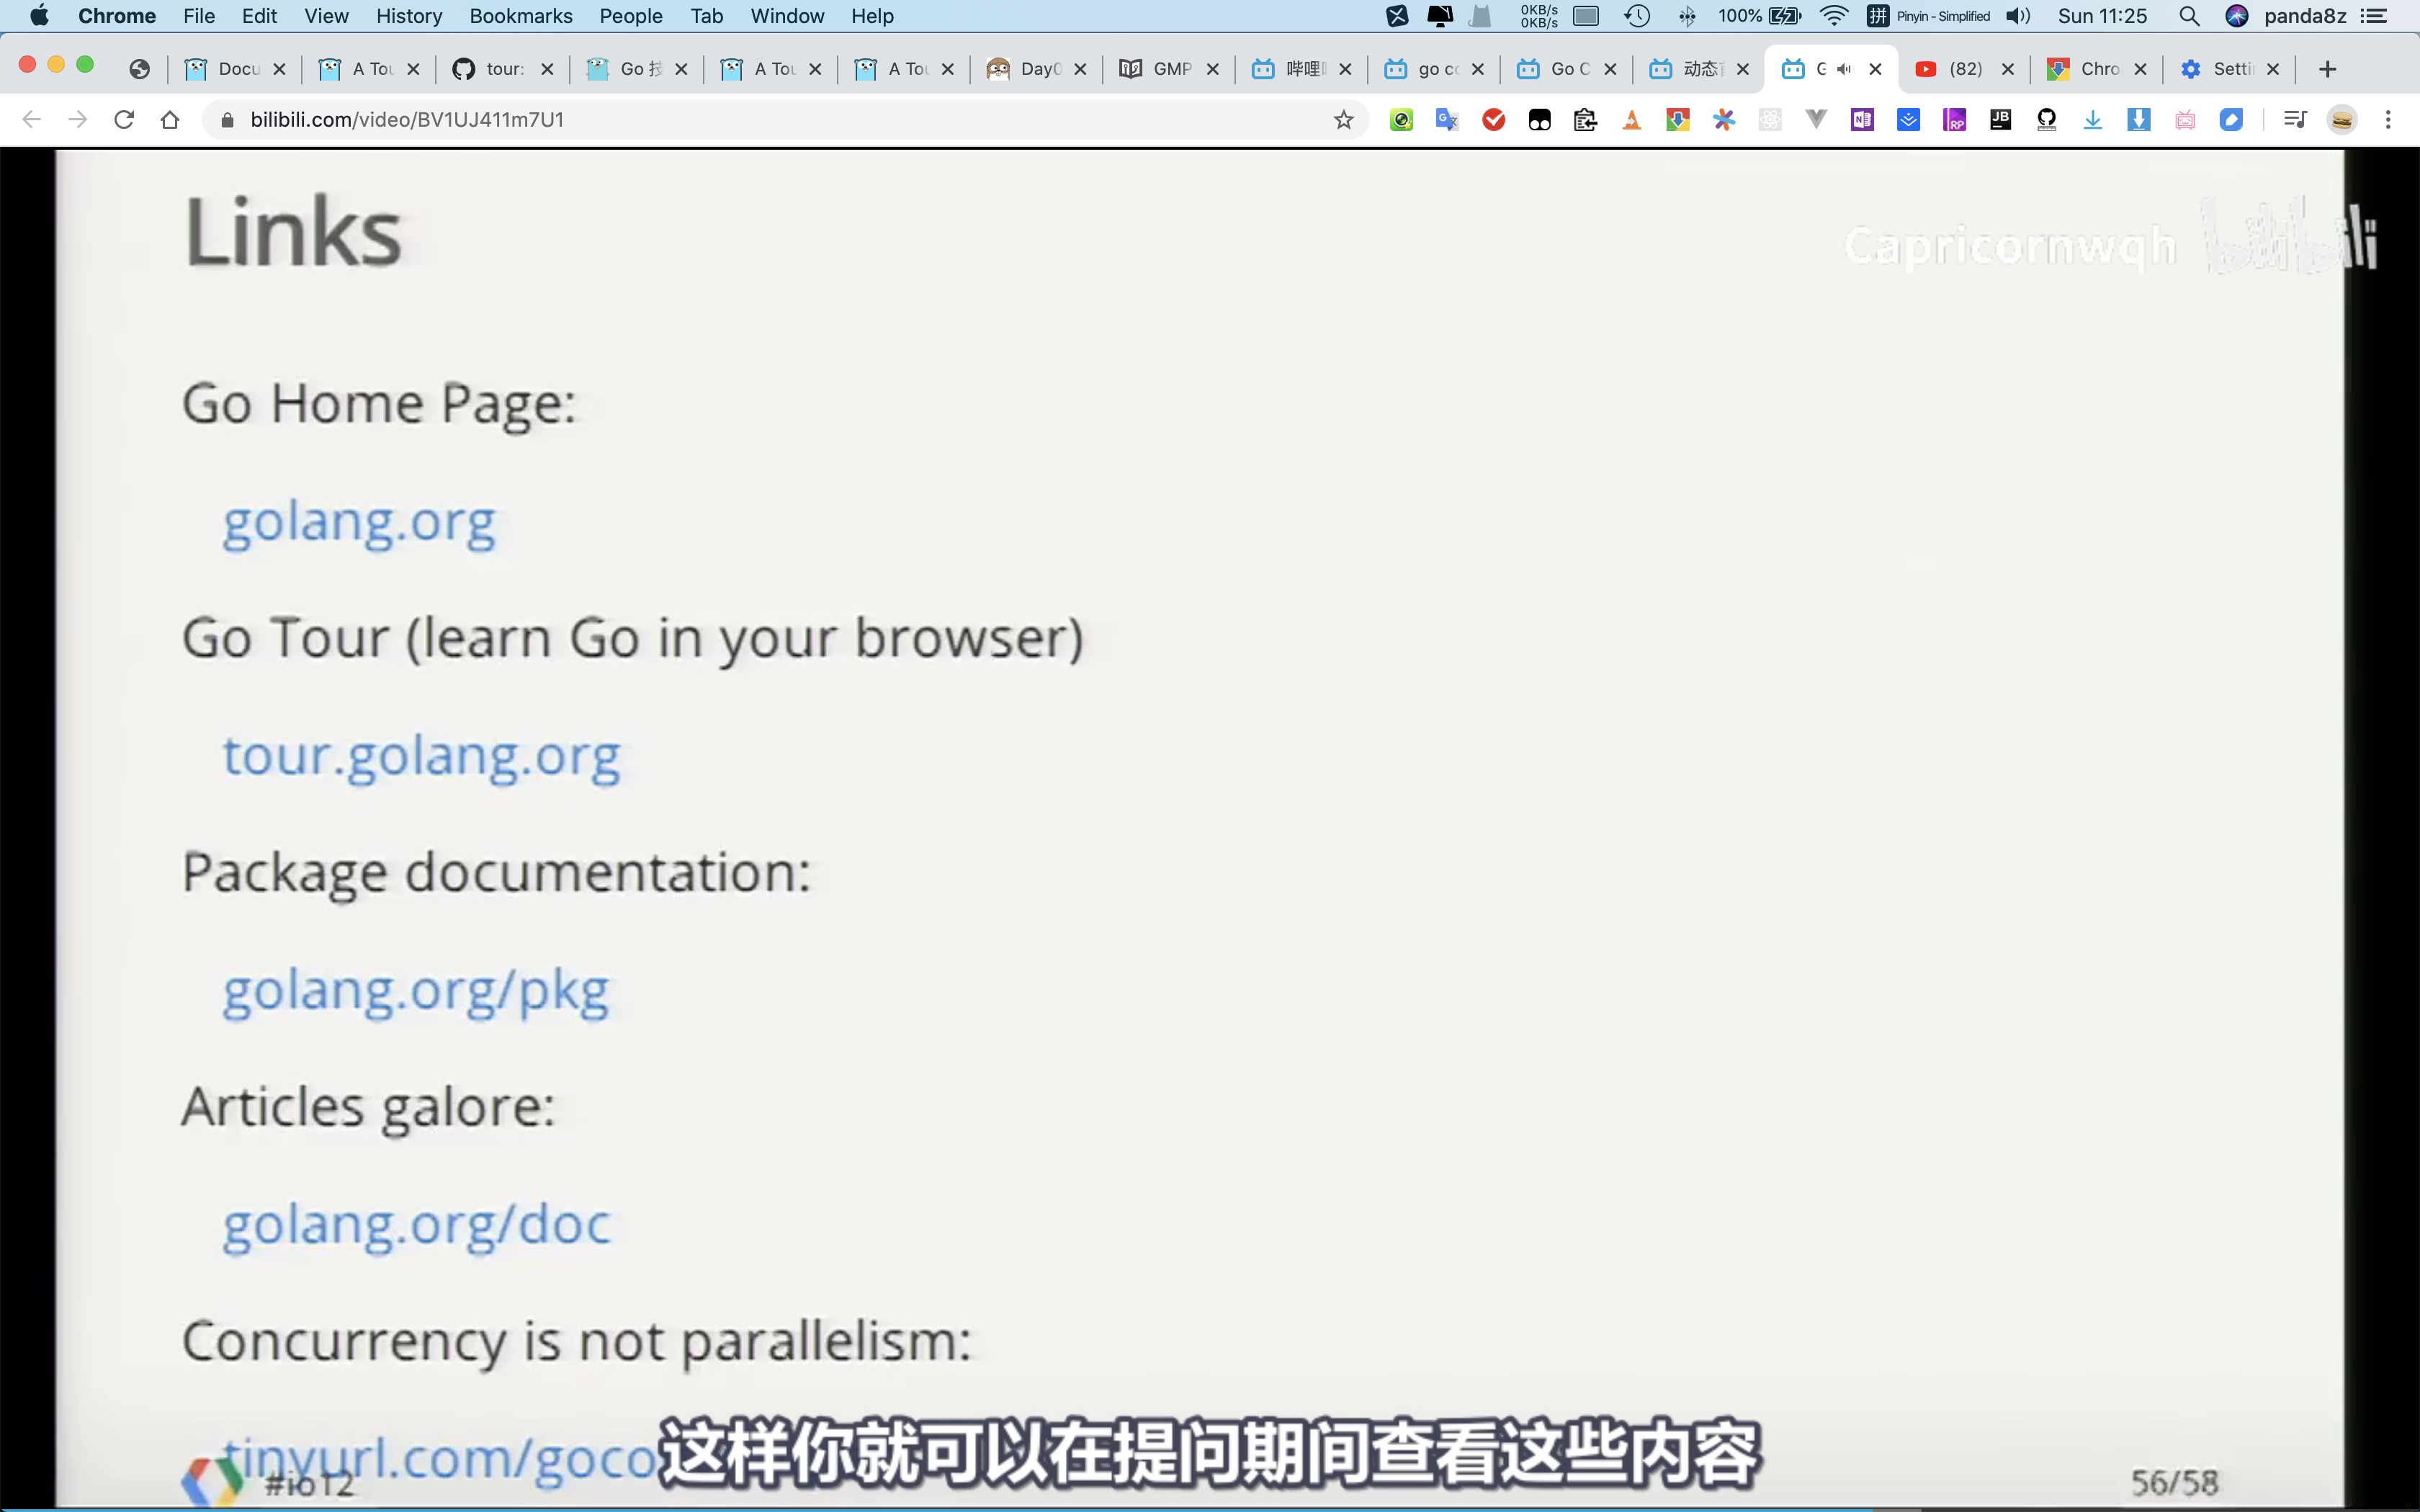 Chrome File Edit View History Bookmarks People Tab Window Help 0KB/s 0KB/s 100% 拼 Pinyin - Simplified Sun 11:25 panda8z
Docu A Tou tour: Go 技 A Tou A Tou Day0 GMP 哔哩 go co Go C 动态 G (82) Chro Setti
bilibili.com/video/BV1UJ411m7U1
Links
Capricornwqh bilibili
Go Home Page:
golang.org
Go Tour (learn Go in your browser)
tour.golang.org
Package documentation:
golang.org/pkg
Articles galore:
golang.org/doc
Concurrency is not parallelism:
tinyurl.com/goco
这样你就可以在提问期间查看这些内容
#io12
56/58